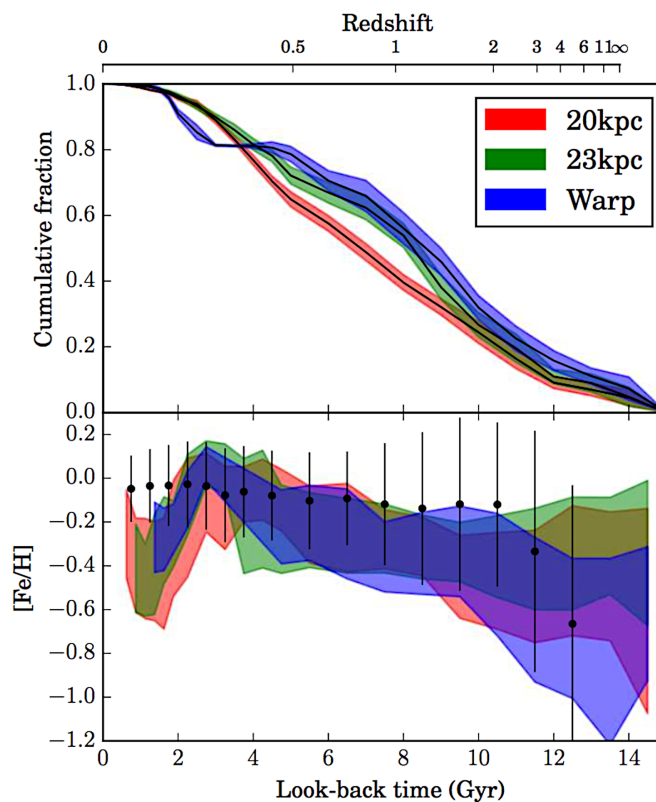 Redshift
0 0.5 1 2 3 4 6 11 ∞
1.0
0.8
0.6
0.4
0.2
0.0
Cumulative fraction
20kpc
23kpc
Warp
0.2
0.0
−0.2
−0.4
−0.6
−0.8
−1.0
−1.2
[Fe/H]
0 2 4 6 8 10 12 14
Look-back time (Gyr)